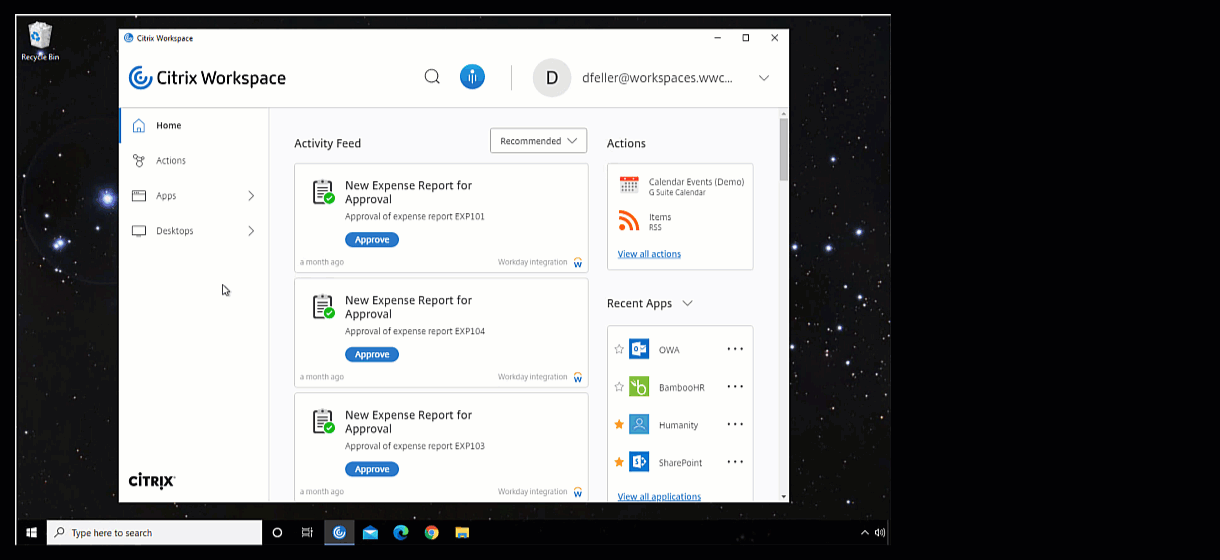 Recycle Bin
Citrix Workspace
Citrix Workspace
D
dfeller@workspaces.wwc...
Home
Actions
Apps
Desktops
CİTRIX
Activity Feed
Recommended
New Expense Report for
Approval
Approval of expense report EXP101
Approve
a month ago
Workday integration
New Expense Report for
Approval
Approval of expense report EXP104
Approve
a month ago
Workday integration
New Expense Report for
Approval
Approval of expense report EXP103
Approve
a month ago
Workday integration
Actions
Calendar Events (Demo)
G Suite Calendar
Items
RSS
View all actions
Recent Apps
OWA
BambooHR
Humanity
SharePoint
View all applications
Type here to search